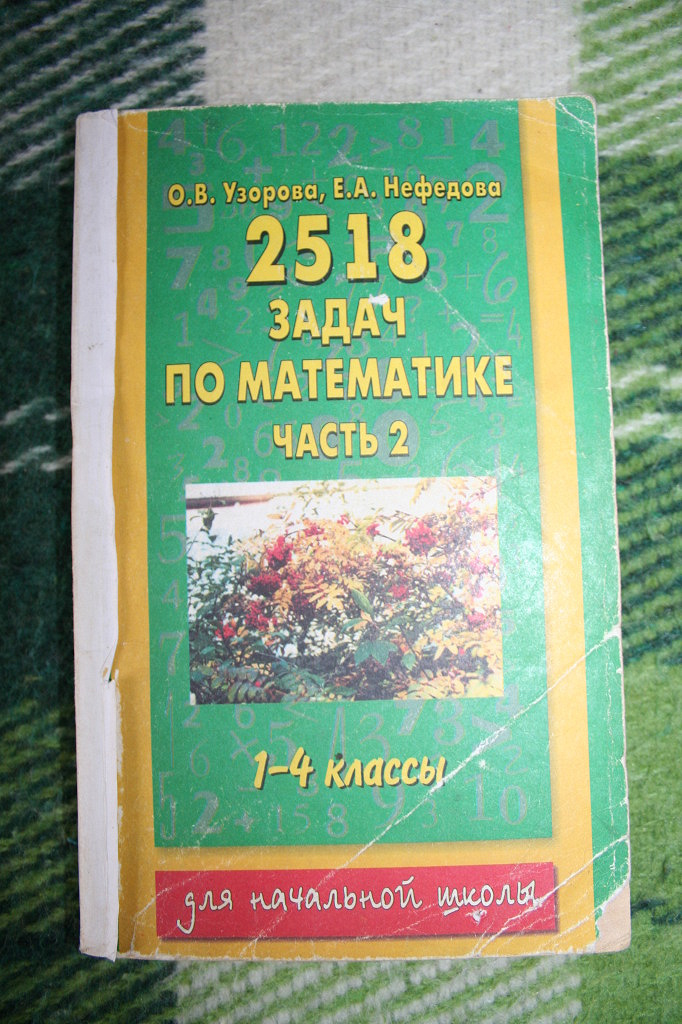 О.В. Узорова, Е.А. Нефедова
2518
ЗАДАЧ
ПО МАТЕМАТИКЕ
ЧАСТЬ 2
1–4 классы
для начальной школы